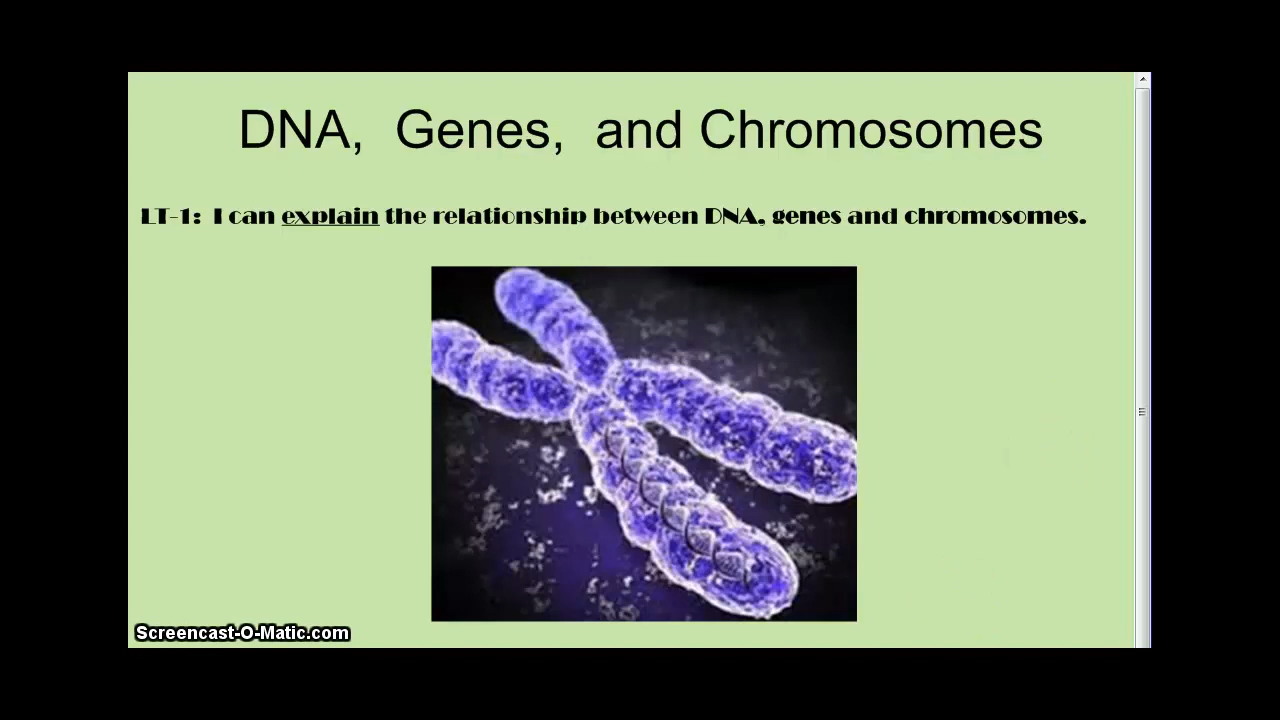 DNA, Genes, and Chromosomes
LT-1: I can explain the relationship between DNA, genes and chromosomes.
Screencast-O-Matic.com